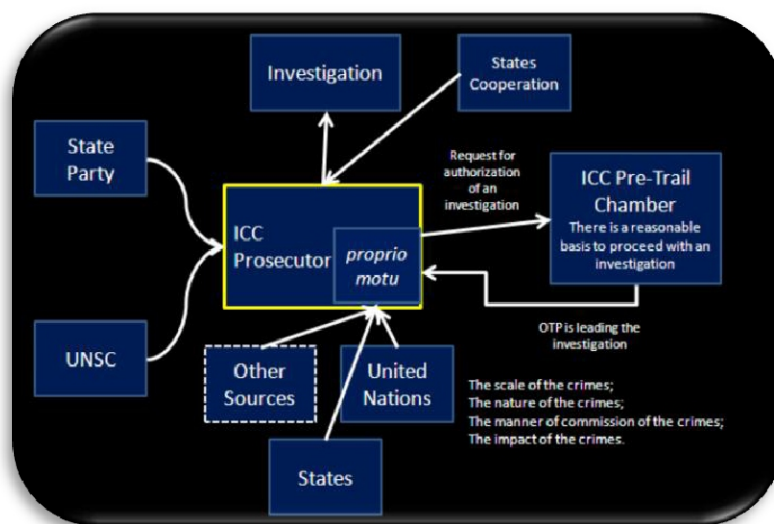 Investigation
States
Cooperation
State
Party
Request for
authorization
of an
investigation
ICC Pre-Trail
Chamber
There is a reasonable
basis to proceed with an
investigation
ICC
Prosecutor
proprio
motu
OTP is leading the
investigation
UNSC
Other
Sources
United
Nations
The scale of the crimes;
The nature of the crimes;
The manner of commission of the crimes;
The impact of the crimes.
States